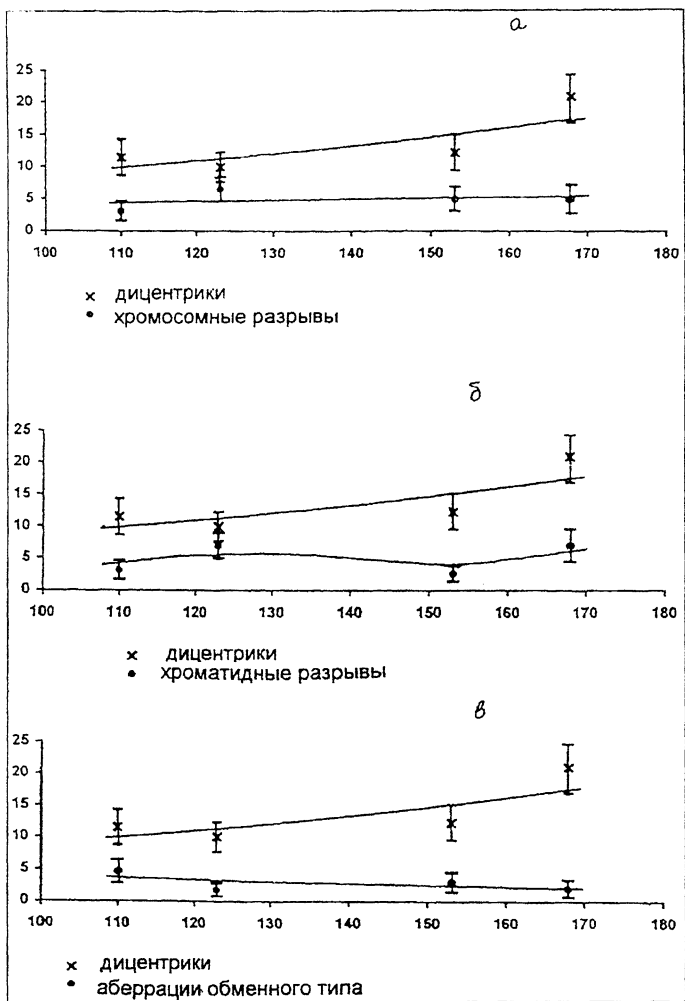 а
25
20
15
10
5
0
100 110 120 130 140 150 160 170 180
× дицентрики
• хромосомные разрывы
б
25
20
15
10
5
0
100 110 120 130 140 150 160 170 180
× дицентрики
• хроматидные разрывы
в
25
20
15
10
5
0
100 110 120 130 140 150 160 170 180
× дицентрики
• аберрации обменного типа